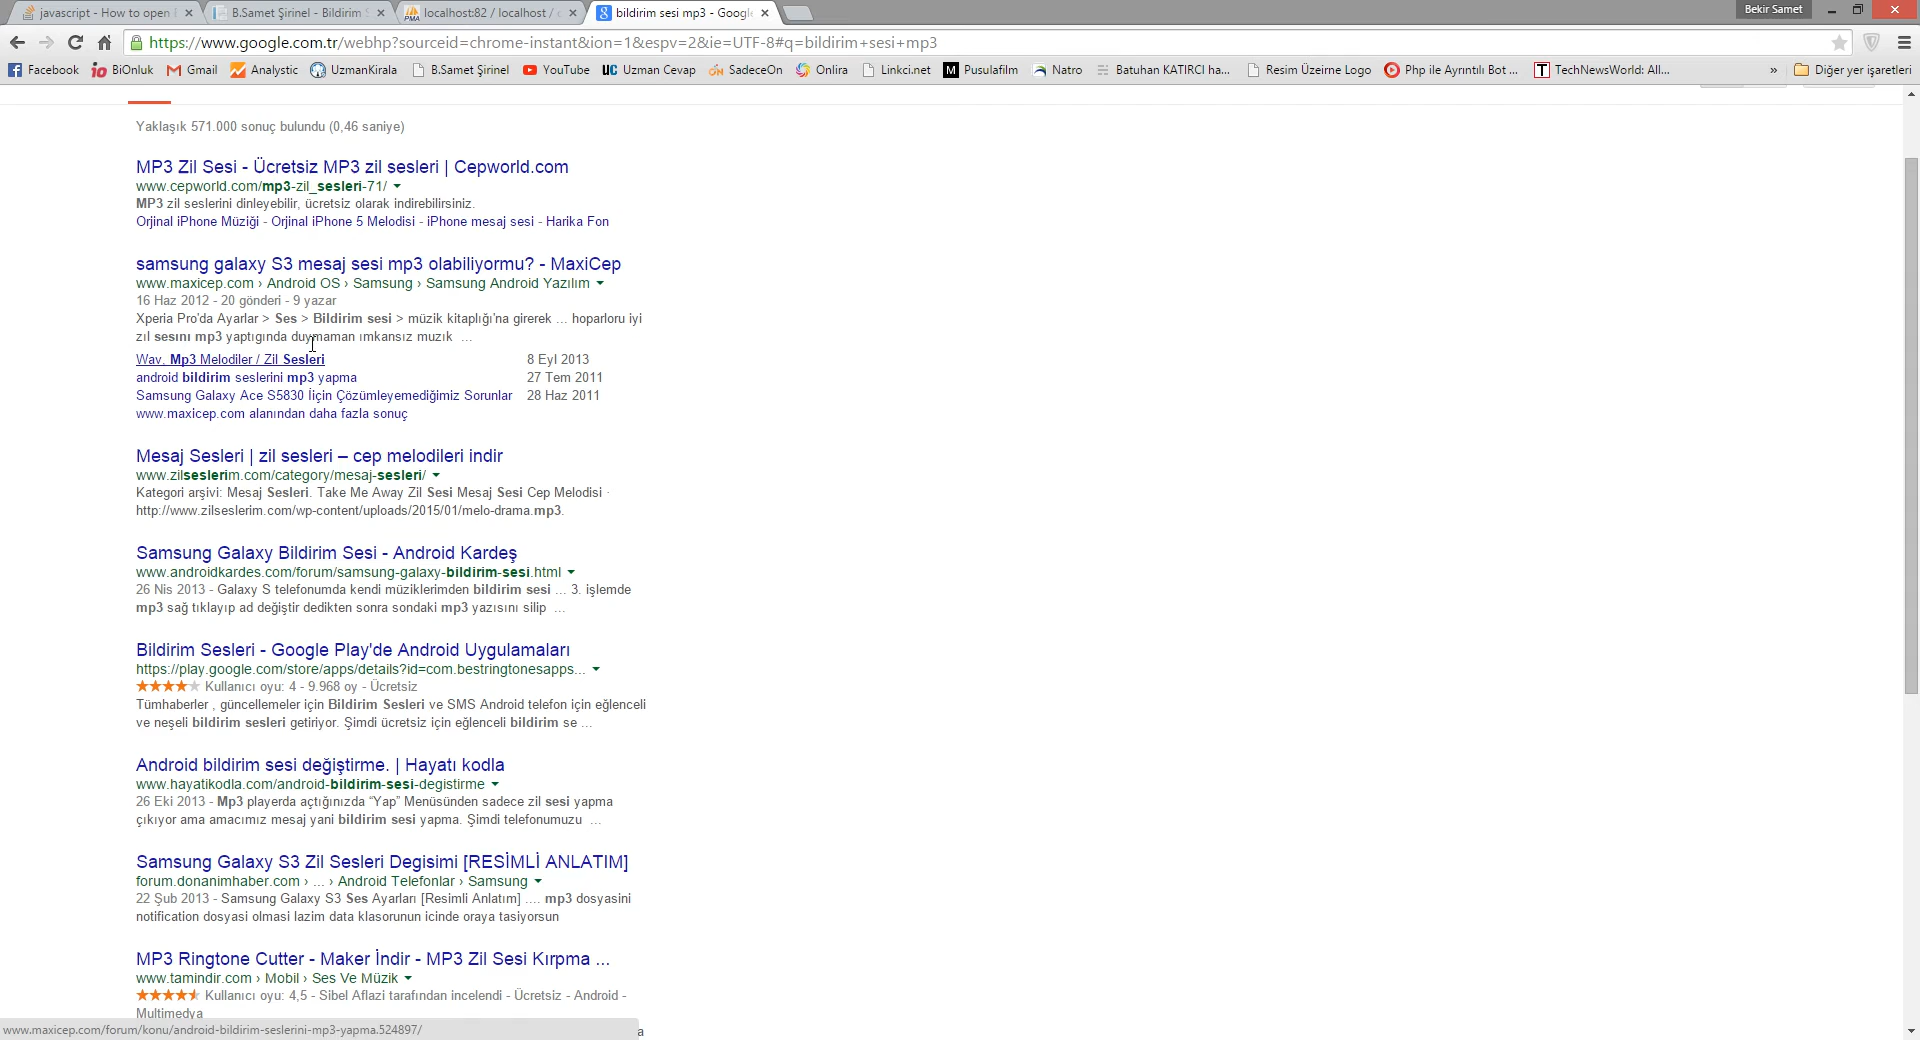 javascript - How to open
B.Samet Şirinel - Bildirim S
localhost:82 / localhost /
bildirim sesi mp3 - Google
Bekir Samet
https://www.google.com.tr/webhp?sourceid=chrome-instant&ion=1&espv=2&ie=UTF-8#q=bildirim+sesi+mp3
Facebook BiOnluk Gmail Analystic UzmanKirala B.Samet Şirinel YouTube Uzman Cevap SadeceOn Onlira Linkci.net Pusulafilm Natro Batuhan KATIRCI ha... Resim Üzeirne Logo Php ile Ayrıntılı Bot ... TechNewsWorld: All... » Diğer yer işaretleri
Yaklaşık 571.000 sonuç bulundu (0,46 saniye)
MP3 Zil Sesi - Ücretsiz MP3 zil sesleri | Cepworld.com
www.cepworld.com/mp3-zil_sesleri-71/
MP3 zil seslerini dinleyebilir, ücretsiz olarak indirebilirsiniz.
Orjinal iPhone Müziği - Orjinal iPhone 5 Melodisi - iPhone mesaj sesi - Harika Fon
samsung galaxy S3 mesaj sesi mp3 olabiliyormu? - MaxiCep
www.maxicep.com › Android OS › Samsung › Samsung Android Yazılım
16 Haz 2012 - 20 gönderi - 9 yazar
Xperia Pro'da Ayarlar > Ses > Bildirim sesi > müzik kitaplığı'na girerek ... hoparloru iyi
zıl sesını mp3 yaptıgında duymaman ımkansız muzık ...
Wav, Mp3 Melodiler / Zil Sesleri 8 Eyl 2013
android bildirim seslerini mp3 yapma 27 Tem 2011
Samsung Galaxy Ace S5830 İiçin Çözümleyemediğimiz Sorunlar 28 Haz 2011
www.maxicep.com alanından daha fazla sonuç
Mesaj Sesleri | zil sesleri – cep melodileri indir
www.zilseslerim.com/category/mesaj-sesleri/
Kategori arşivi: Mesaj Sesleri. Take Me Away Zil Sesi Mesaj Sesi Cep Melodisi ·
http://www.zilseslerim.com/wp-content/uploads/2015/01/melo-drama.mp3.
Samsung Galaxy Bildirim Sesi - Android Kardeş
www.androidkardes.com/forum/samsung-galaxy-bildirim-sesi.html
26 Nis 2013 - Galaxy S telefonumda kendi müziklerimden bildirim sesi ... 3. işlemde
mp3 sağ tıklayıp ad değiştir dedikten sonra sondaki mp3 yazısını silip ...
Bildirim Sesleri - Google Play'de Android Uygulamaları
https://play.google.com/store/apps/details?id=com.bestringtonesapps...
Kullanıcı oyu: 4 - 9.968 oy - Ücretsiz
Tümhaberler , güncellemeler için Bildirim Sesleri ve SMS Android telefon için eğlenceli
ve neşeli bildirim sesleri getiriyor. Şimdi ücretsiz için eğlenceli bildirim se ...
Android bildirim sesi değiştirme. | Hayatı kodla
www.hayatikodla.com/android-bildirim-sesi-degistirme
26 Eki 2013 - Mp3 playerda açtığınızda “Yap” Menüsünden sadece zil sesi yapma
çıkıyor ama amacımız mesaj yani bildirim sesi yapma. Şimdi telefonumuzu ...
Samsung Galaxy S3 Zil Sesleri Degisimi [RESİMLİ ANLATIM]
forum.donanimhaber.com › ... › Android Telefonlar › Samsung
22 Şub 2013 - Samsung Galaxy S3 Ses Ayarları [Resimli Anlatım] .... mp3 dosyasini
notification dosyasi olmasi lazim data klasorunun icinde oraya tasiyorsun
MP3 Ringtone Cutter - Maker İndir - MP3 Zil Sesi Kırpma ...
www.tamindir.com › Mobil › Ses Ve Müzik
Kullanıcı oyu: 4,5 - Sibel Aflazi tarafından incelendi - Ücretsiz - Android -
Multimedya
www.maxicep.com/forum/konu/android-bildirim-seslerini-mp3-yapma.524897/